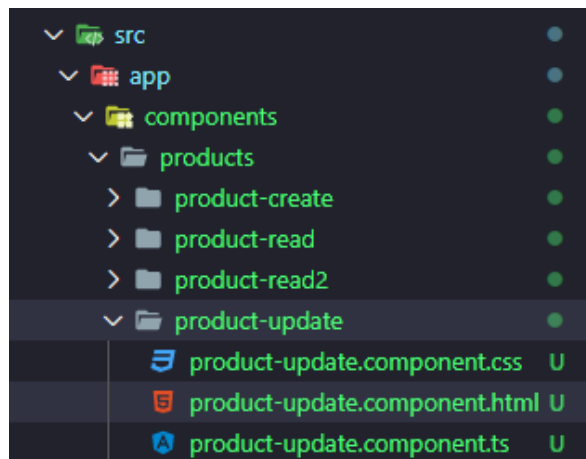 src
app
components
products
product-create
product-read
product-read2
product-update
product-update.component.css U
product-update.component.html U
product-update.component.ts U